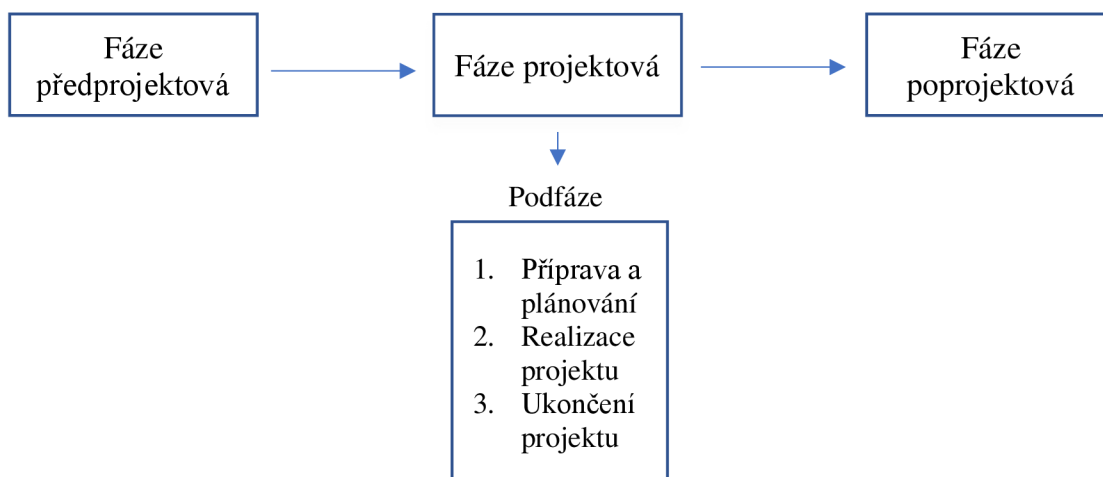 Fáze
předprojektová
Fáze projektová
Fáze
poprojektová
Podfáze
1. Příprava a
plánování
2. Realizace
projektu
3. Ukončení
projektu